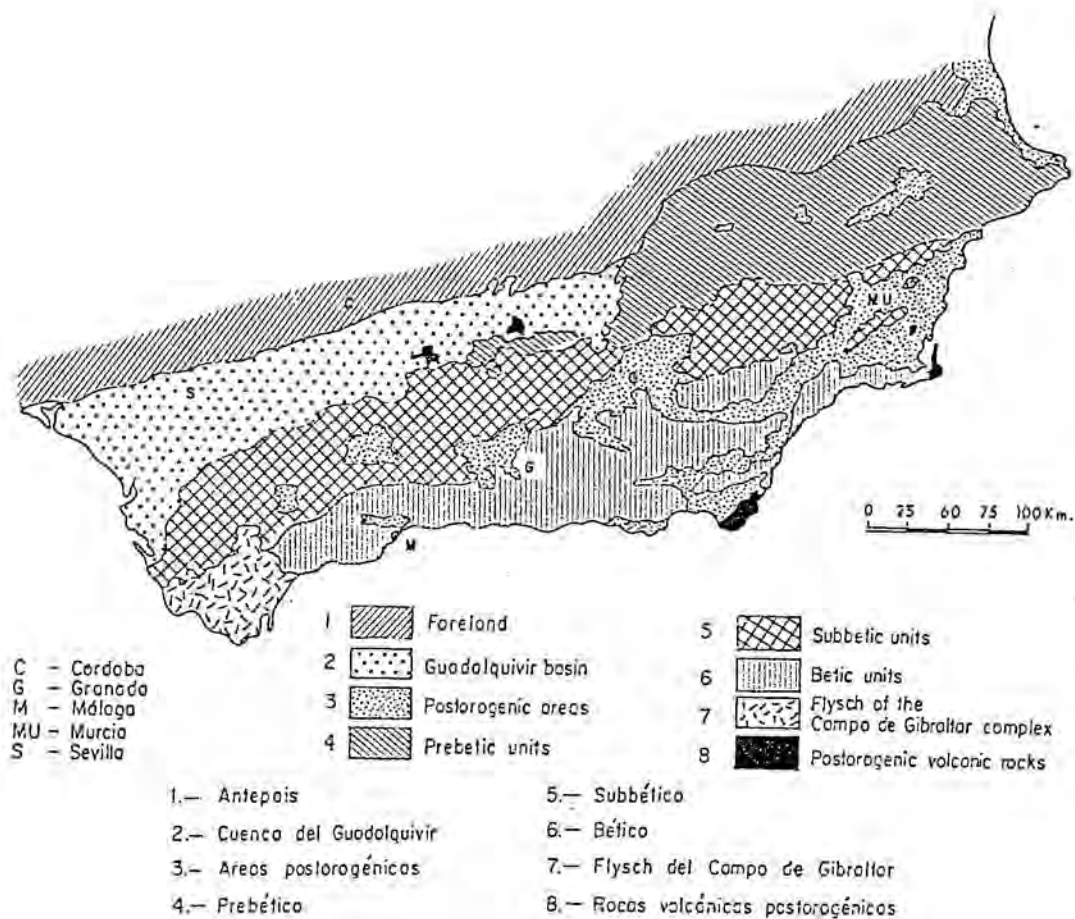 C
S
MU
G
G
M
0 25 50 75 100 Km.
C – Cordoba
G – Granada
M – Málaga
MU – Murcia
S – Sevilla
1 Foreland
2 Guadalquivir basin
3 Postorogenic areas
4 Prebetic units
5 Subbetic units
6 Betic units
7 Flysch of the
Campo de Gibraltar complex
8 Postorogenic volcanic rocks
1.– Antepais
2.– Cuenca del Guadalquivir
3.– Areas postorogénicas
4.– Prebético
5.– Subbético
6.– Bético
7.– Flysch del Campo de Gibraltar
8.– Rocas volcánicas postorogénicas